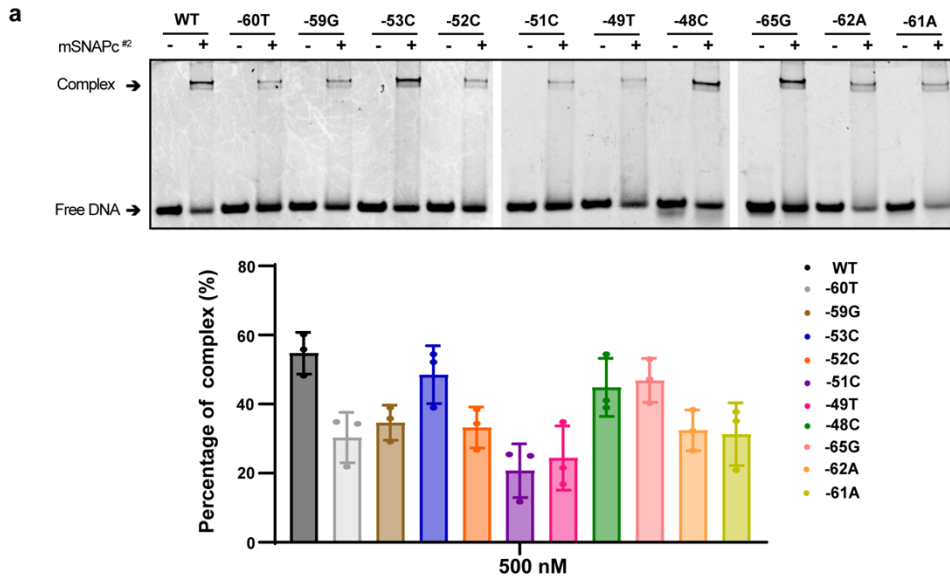 a
WT -60T -59G -53C -52C -51C -49T -48C -65G -62A -61A
mSNAPc #2 - + - + - + - + - + - + - + - + - + - + - +
Complex →
Free DNA →
Percentage of complex (%)
80
60
40
20
0
500 nM
WT
-60T
-59G
-53C
-52C
-51C
-49T
-48C
-65G
-62A
-61A